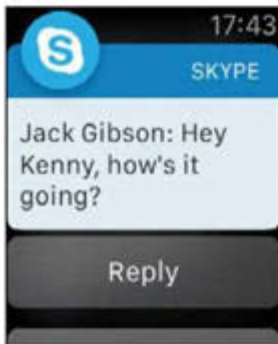 17:43
S
SKYPE
Jack Gibson: Hey
Kenny, how's it
going?
Reply